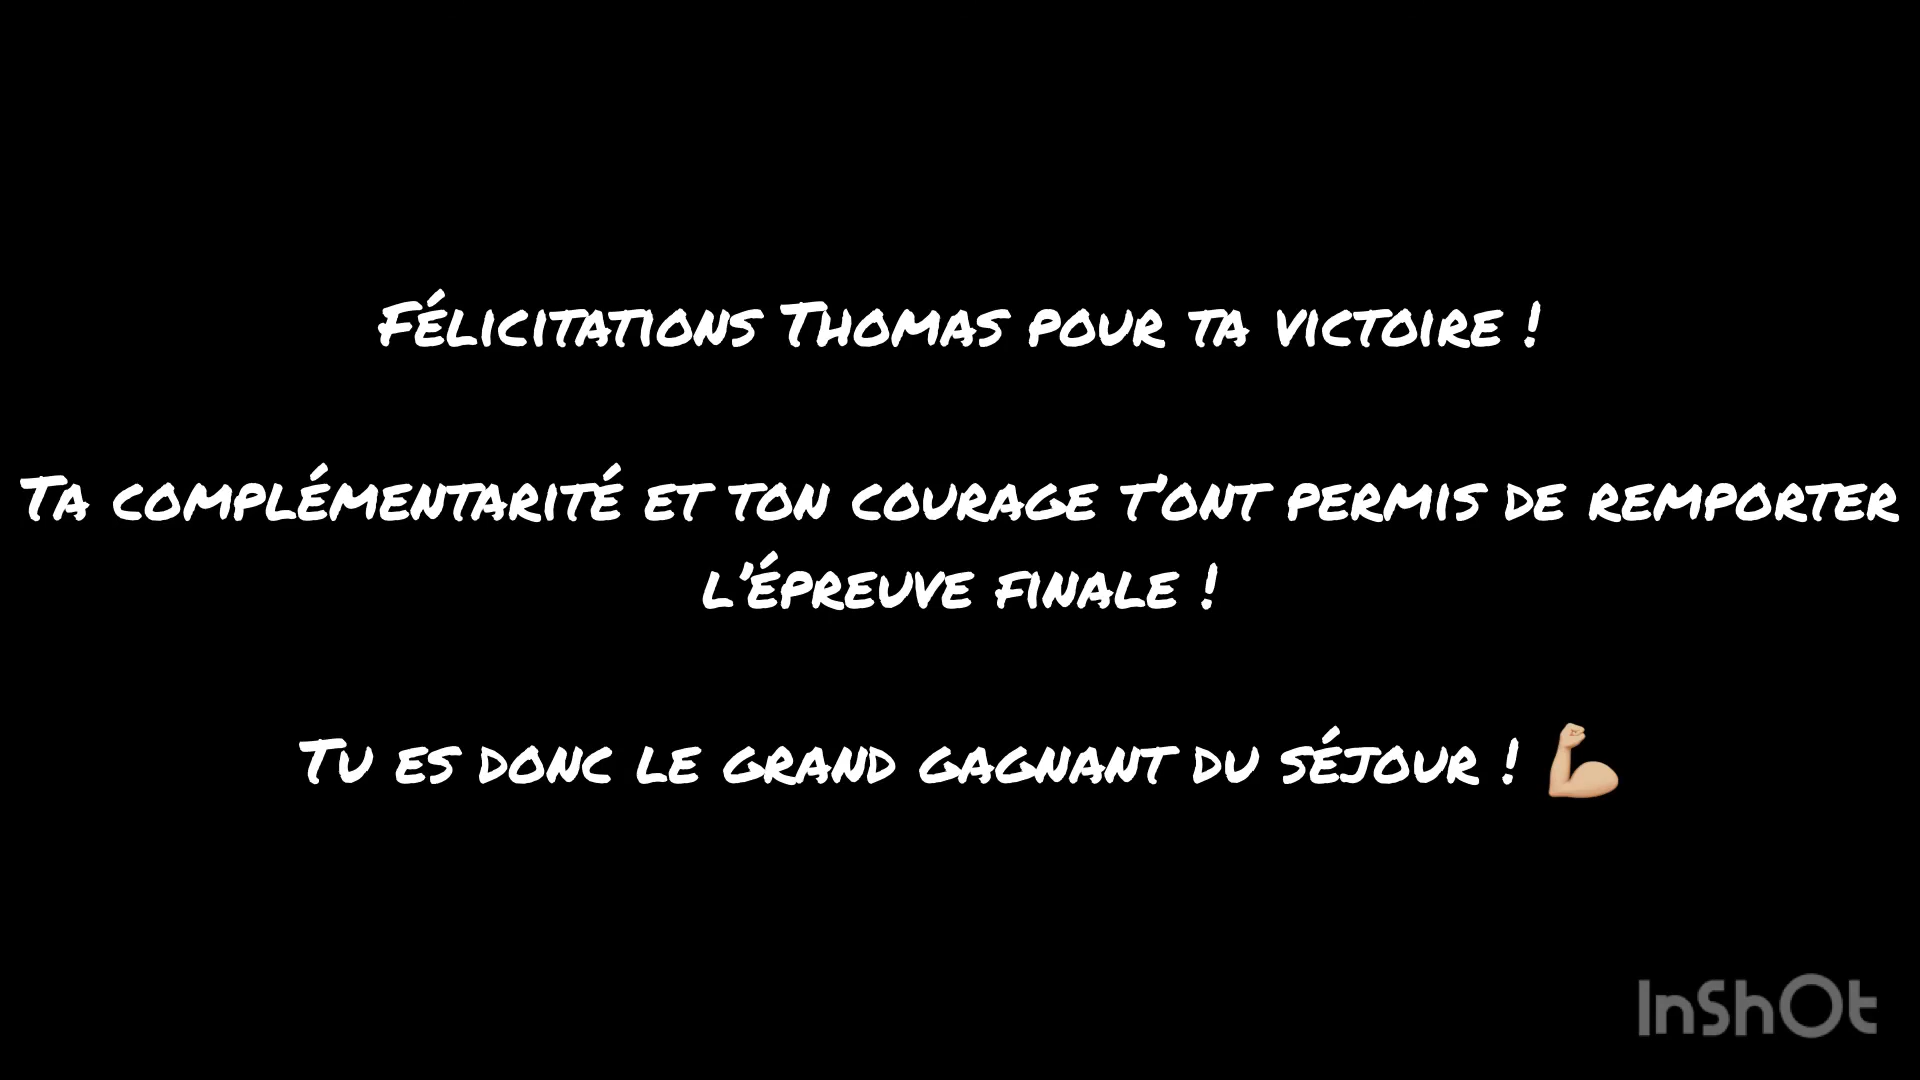 Félicitations Thomas pour ta victoire !
Ta complémentarité et ton courage t'ont permis de remporter
l'épreuve finale !
Tu es donc le grand gagnant du séjour ! 💪🏼
InShOt